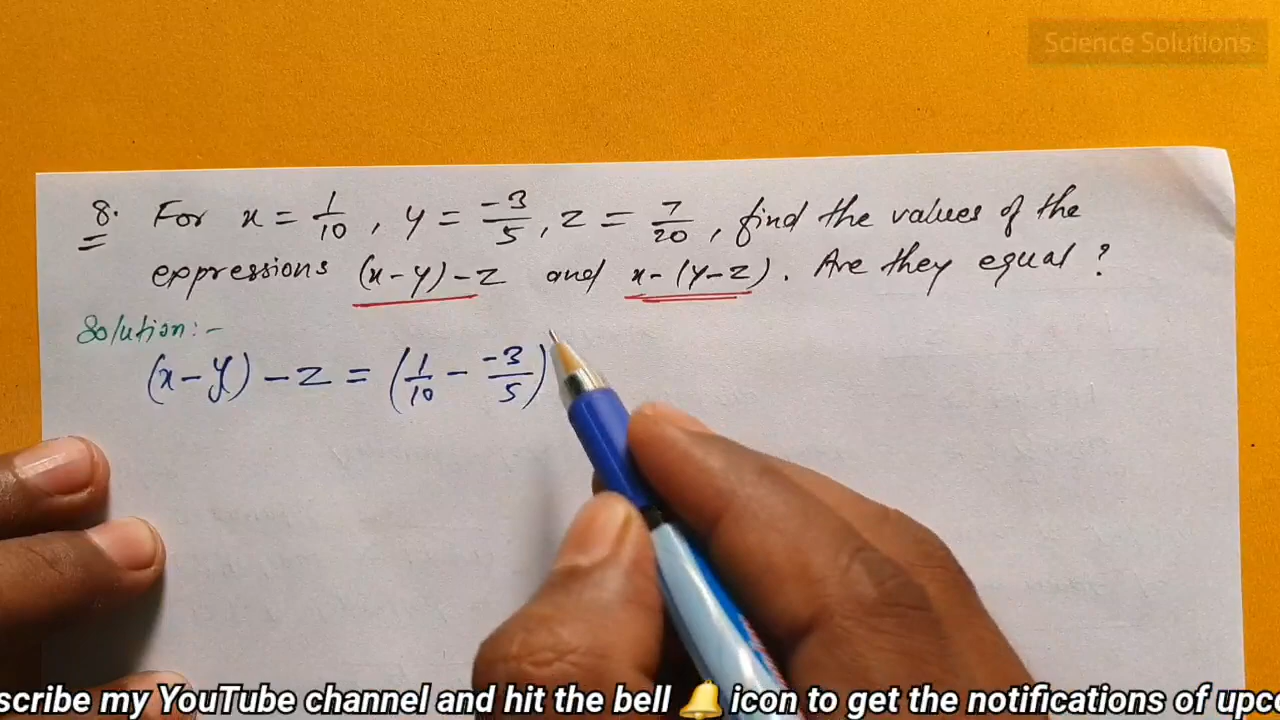 Science Solutions
8. For x = 1/10, y = -3/5, z = 7/20, find the values of the
expressions (x-y)-z and x-(y-z). Are they equal?
Solution:-
(x-y)-z = (1/10 - -3/5)
scribe my YouTube channel and hit the bell 🔔 icon to get the notifications of upc